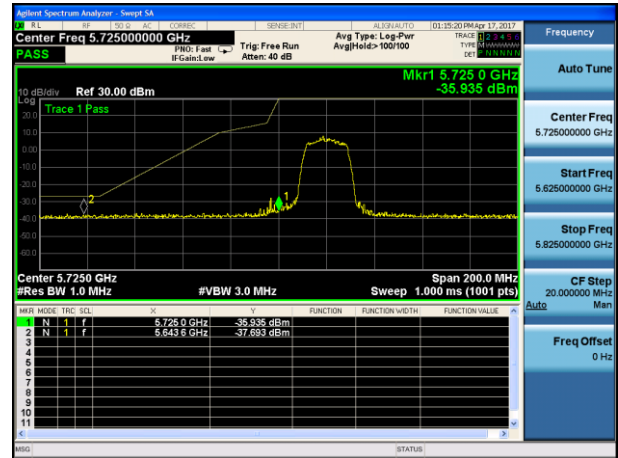 Agilent Spectrum Analyzer - Swept SA
RL RF 50 Ω AC CORREC SENSE:INT ALIGNAUTO 01:15:20 PM Apr 17, 2017
Center Freq 5.725000000 GHz
PASS
PNO: Fast
IFGain:Low
Trig: Free Run
Atten: 40 dB
Avg Type: Log-Pwr
Avg|Hold:>100/100
TRACE 1 2 3 4 5 6
TYPE MWWWWW
DET P NNNNN
Frequency
Auto Tune
Center Freq
5.725000000 GHz
Start Freq
5.625000000 GHz
Stop Freq
5.825000000 GHz
CF Step
20.000000 MHz
Auto Man
Freq Offset
0 Hz
Mkr1 5.725 0 GHz
-35.935 dBm
10 dB/div Ref 30.00 dBm
Log
Trace 1 Pass
20.0
10.0
0.00
-10.0
-20.0
-30.0
-40.0
-50.0
-60.0
2
1
Center 5.7250 GHz Span 200.0 MHz
#Res BW 1.0 MHz #VBW 3.0 MHz Sweep 1.000 ms (1001 pts)
MKR MODE TRC SCL X Y FUNCTION FUNCTION WIDTH FUNCTION VALUE
1 N 1 f 5.725 0 GHz -35.935 dBm
2 N 1 f 5.643 6 GHz -37.693 dBm
3
4
5
6
7
8
9
10
11
MSG STATUS